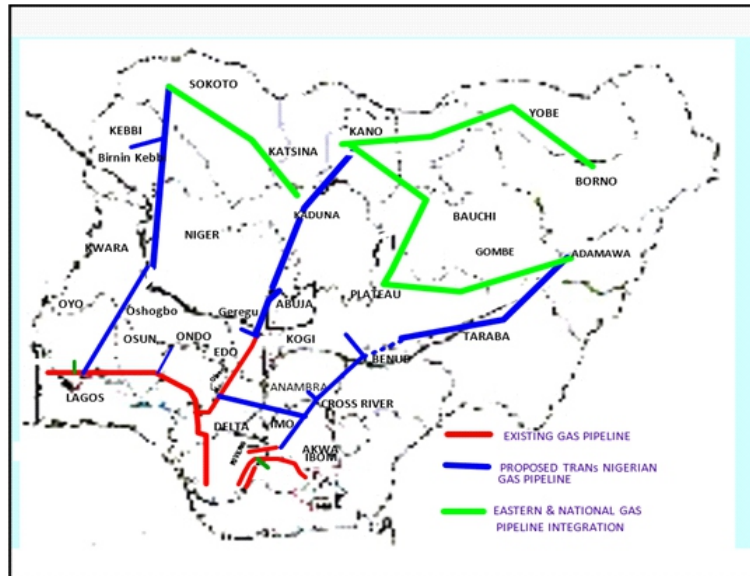 SOKOTO
YOBE
KEBBI
KANO
Birnin Kebb
KATSINA
BORNO
KADUNA
BAUCHI
NIGER
KWARA
GOMBE
ADAMAWA
PLATEAU
ABUJA
OYO
Oshogbo
Geregu
TARABA
OSUN
ONDO
KOGI
EDO
BENUE
ANAMBRA
LAGOS
CROSS RIVER
DELTA
IMO
AKWA
IBOM
EXISTING GAS PIPELINE
PROPOSED TRANs NIGERIAN
GAS PIPELINE
EASTERN & NATIONAL GAS
PIPELINE INTEGRATION